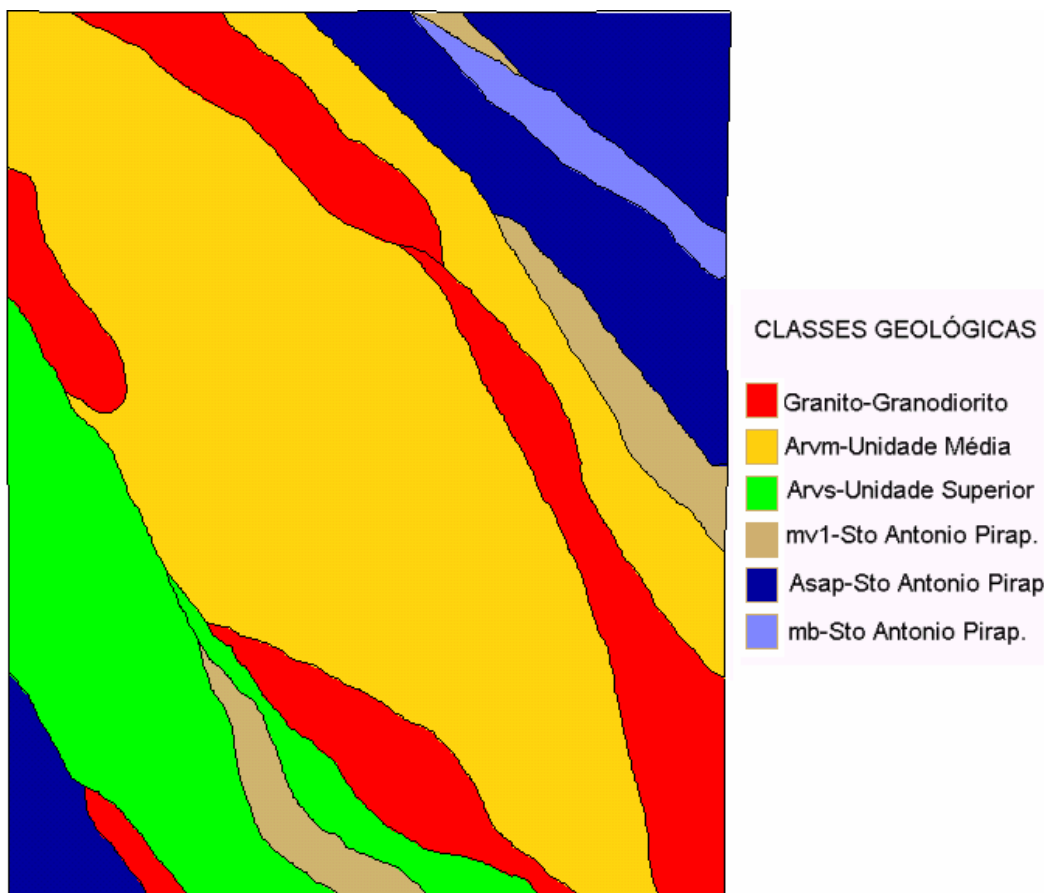 CLASSES GEOLÓGICAS
Granito-Granodiorito
Arvm-Unidade Média
Arvs-Unidade Superior
mv1-Sto Antonio Pirap.
Asap-Sto Antonio Pirap
mb-Sto Antonio Pirap.